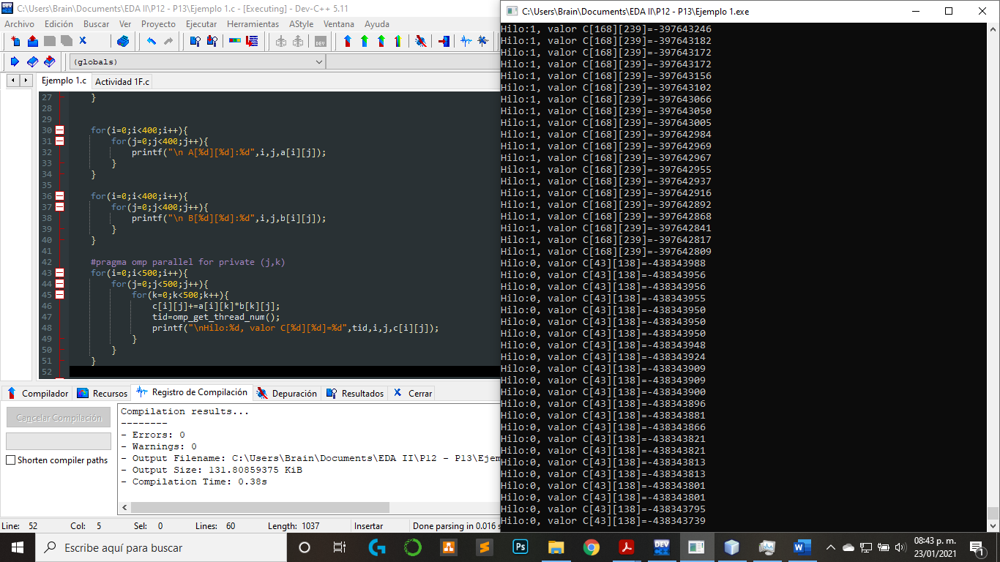 C:\Users\Brain\Documents\EDA II\P12 - P13\Ejemplo 1.c - [Executing] - Dev-C++ 5.11
Archivo Edición Buscar Ver Proyecto Ejecutar Herramientas AStyle Ventana Ayuda
(globals)
Ejemplo 1.c Actividad 1F.c
27 }
28
29
30 for(i=0;i<400;i++){
31 for(j=0;j<400;j++){
32 printf("\n A[%d][%d]:%d",i,j,a[i][j]);
33 }
34 }
35
36 for(i=0;i<400;i++){
37 for(j=0;j<400;j++){
38 printf("\n B[%d][%d]:%d",i,j,b[i][j]);
39 }
40 }
41
42 #pragma omp parallel for private (j,k)
43 for(i=0;i<500;i++){
44 for(j=0;j<500;j++){
45 for(k=0;k<500;k++){
46 c[i][j]+=a[i][k]*b[k][j];
47 tid=omp_get_thread_num();
48 printf("\nHilo:%d, valor C[%d][%d]=%d",tid,i,j,c[i][j]);
49 }
50 }
51 }
52
Compilador Recursos Registro de Compilación Depuración Resultados Cerrar
Cancelar Compilación
Shorten compiler paths
Compilation results...
--------
- Errors: 0
- Warnings: 0
- Output Filename: C:\Users\Brain\Documents\EDA II\P12 - P13\Ejem
- Output Size: 131.80859375 KiB
- Compilation Time: 0.38s
Line: 52 Col: 5 Sel: 0 Lines: 60 Length: 1037 Insertar Done parsing in 0.016 s
C:\Users\Brain\Documents\EDA II\P12 - P13\Ejemplo 1.exe
Hilo:1, valor C[168][239]=-397643246
Hilo:1, valor C[168][239]=-397643182
Hilo:1, valor C[168][239]=-397643172
Hilo:1, valor C[168][239]=-397643172
Hilo:1, valor C[168][239]=-397643156
Hilo:1, valor C[168][239]=-397643102
Hilo:1, valor C[168][239]=-397643066
Hilo:1, valor C[168][239]=-397643050
Hilo:1, valor C[168][239]=-397643005
Hilo:1, valor C[168][239]=-397642984
Hilo:1, valor C[168][239]=-397642969
Hilo:1, valor C[168][239]=-397642967
Hilo:1, valor C[168][239]=-397642955
Hilo:1, valor C[168][239]=-397642937
Hilo:1, valor C[168][239]=-397642916
Hilo:1, valor C[168][239]=-397642892
Hilo:1, valor C[168][239]=-397642868
Hilo:1, valor C[168][239]=-397642841
Hilo:1, valor C[168][239]=-397642817
Hilo:1, valor C[168][239]=-397642809
Hilo:0, valor C[43][138]=-438343988
Hilo:0, valor C[43][138]=-438343956
Hilo:0, valor C[43][138]=-438343956
Hilo:0, valor C[43][138]=-438343955
Hilo:0, valor C[43][138]=-438343950
Hilo:0, valor C[43][138]=-438343950
Hilo:0, valor C[43][138]=-438343950
Hilo:0, valor C[43][138]=-438343948
Hilo:0, valor C[43][138]=-438343924
Hilo:0, valor C[43][138]=-438343909
Hilo:0, valor C[43][138]=-438343909
Hilo:0, valor C[43][138]=-438343900
Hilo:0, valor C[43][138]=-438343896
Hilo:0, valor C[43][138]=-438343881
Hilo:0, valor C[43][138]=-438343866
Hilo:0, valor C[43][138]=-438343821
Hilo:0, valor C[43][138]=-438343821
Hilo:0, valor C[43][138]=-438343813
Hilo:0, valor C[43][138]=-438343813
Hilo:0, valor C[43][138]=-438343801
Hilo:0, valor C[43][138]=-438343801
Hilo:0, valor C[43][138]=-438343795
Hilo:0, valor C[43][138]=-438343739
Escribe aquí para buscar
08:43 p. m.
23/01/2021